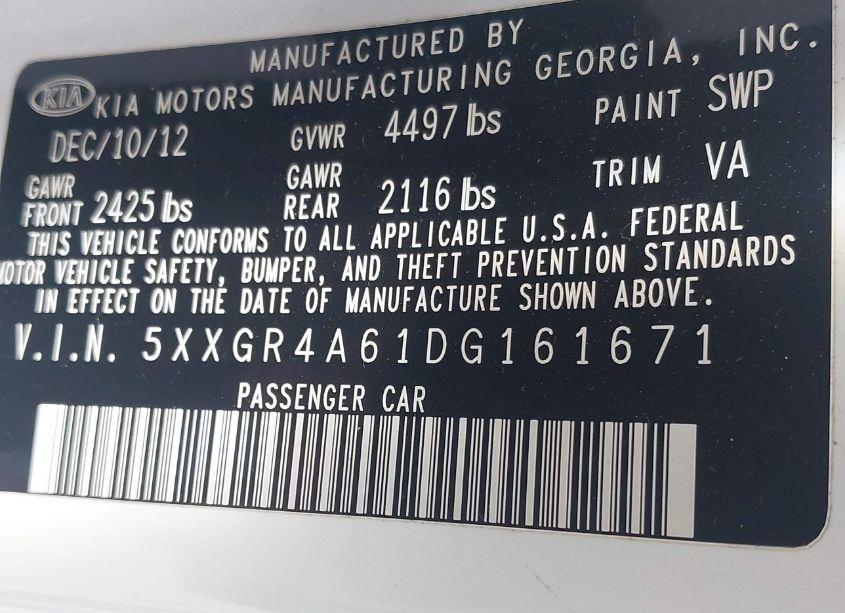 MANUFACTURED BY
KIA KIA MOTORS MANUFACTURING GEORGIA, INC.
DEC/10/12 GVWR 4497 lbs PAINT SWP
GAWR FRONT 2425 lbs GAWR REAR 2116 lbs TRIM VA
THIS VEHICLE CONFORMS TO ALL APPLICABLE U.S.A. FEDERAL
MOTOR VEHICLE SAFETY, BUMPER, AND THEFT PREVENTION STANDARDS
IN EFFECT ON THE DATE OF MANUFACTURE SHOWN ABOVE.
V.I.N. 5XXGR4A61DG161671
PASSENGER CAR